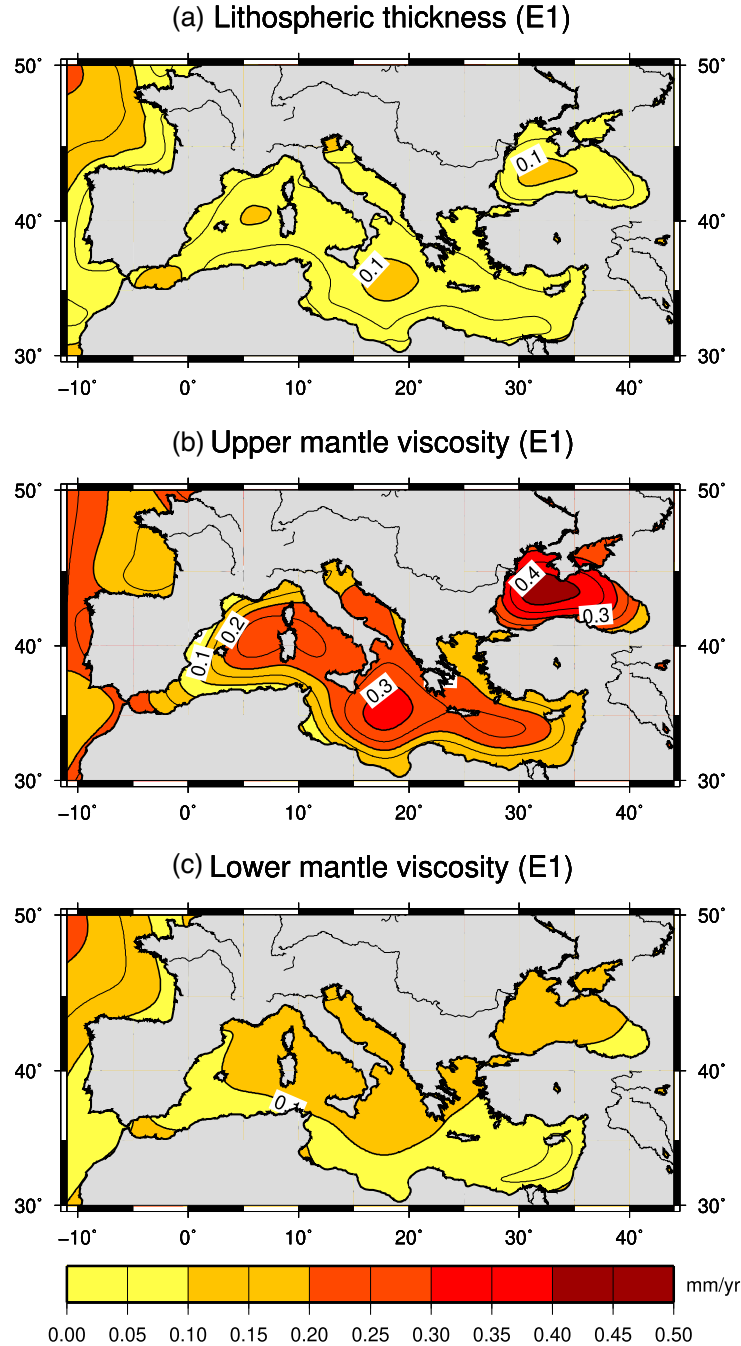 (a) Lithospheric thickness (E1)
50° 50°
0.1
40° 40°
0.1
30° 30°
−10° 0° 10° 20° 30° 40°
(b) Upper mantle viscosity (E1)
50° 50°
0.4
0.3
0.2
40° 40°
0.1
0.3
30° 30°
−10° 0° 10° 20° 30° 40°
(c) Lower mantle viscosity (E1)
50° 50°
40° 40°
0.1
30° 30°
−10° 0° 10° 20° 30° 40°
mm/yr
0.00 0.05 0.10 0.15 0.20 0.25 0.30 0.35 0.40 0.45 0.50